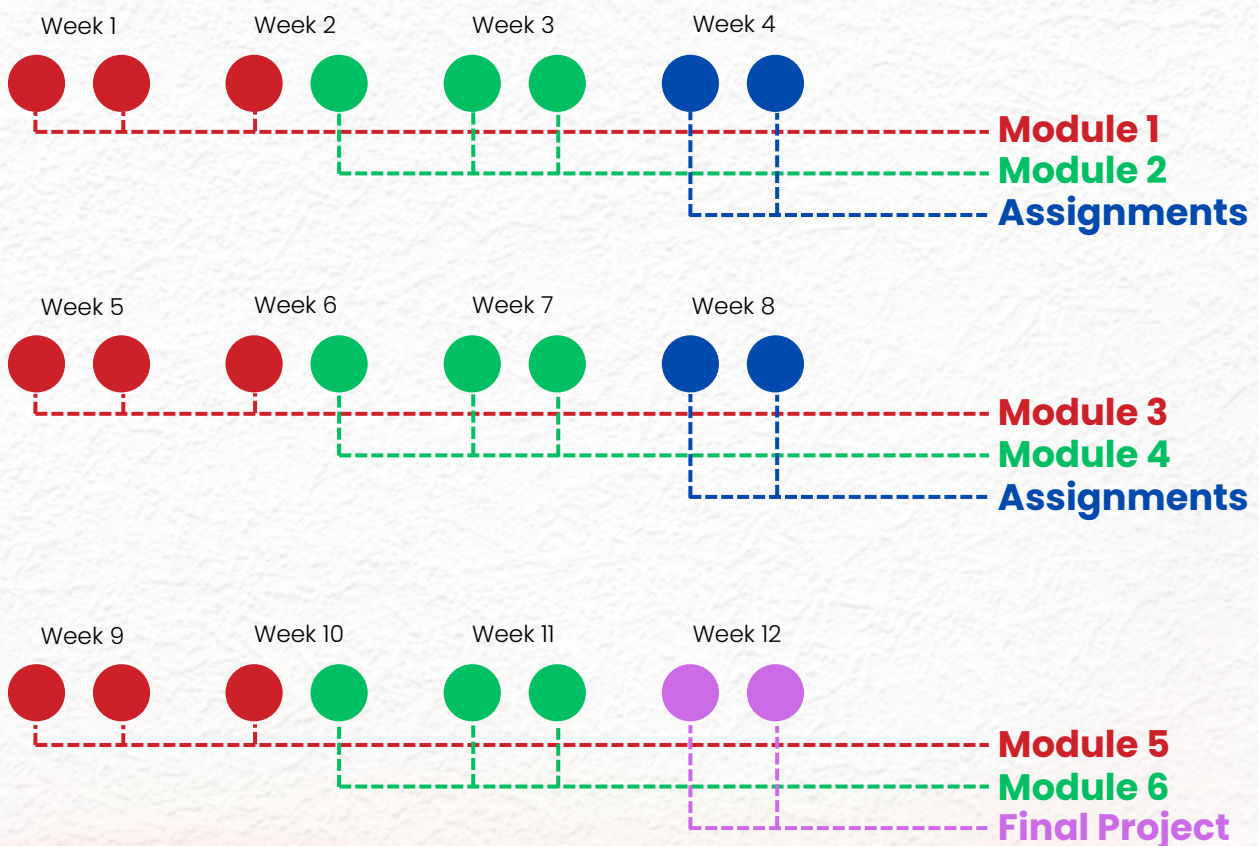 Week 1
Week 2
Week 3
Week 4
Module 1
Module 2
Assignments
Week 5
Week 6
Week 7
Week 8
Module 3
Module 4
Assignments
Week 9
Week 10
Week 11
Week 12
Module 5
Module 6
Final Project